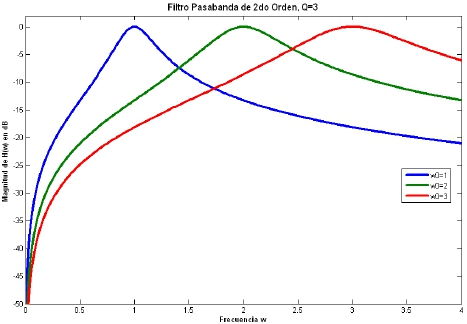 Filtro Pasabanda de 2do Orden, Q=3
Magnitud de H(w) en dB
0
-5
-10
-15
-20
-25
-30
-35
-40
-45
-50
w0=1
w0=2
w0=3
0 0.5 1 1.5 2 2.5 3 3.5 4
Frecuencia w